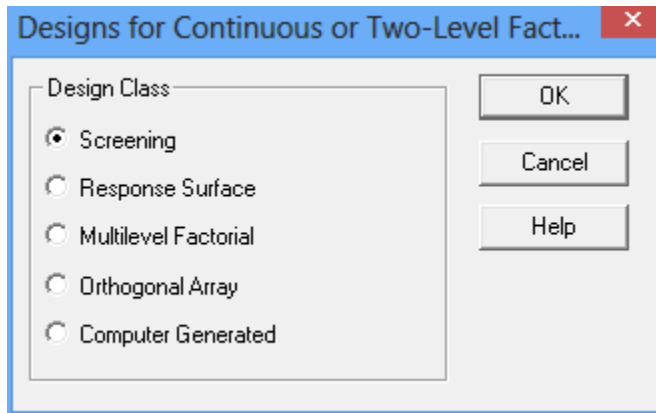 Designs for Continuous or Two-Level Fact...
Design Class
Screening
Response Surface
Multilevel Factorial
Orthogonal Array
Computer Generated
OK
Cancel
Help